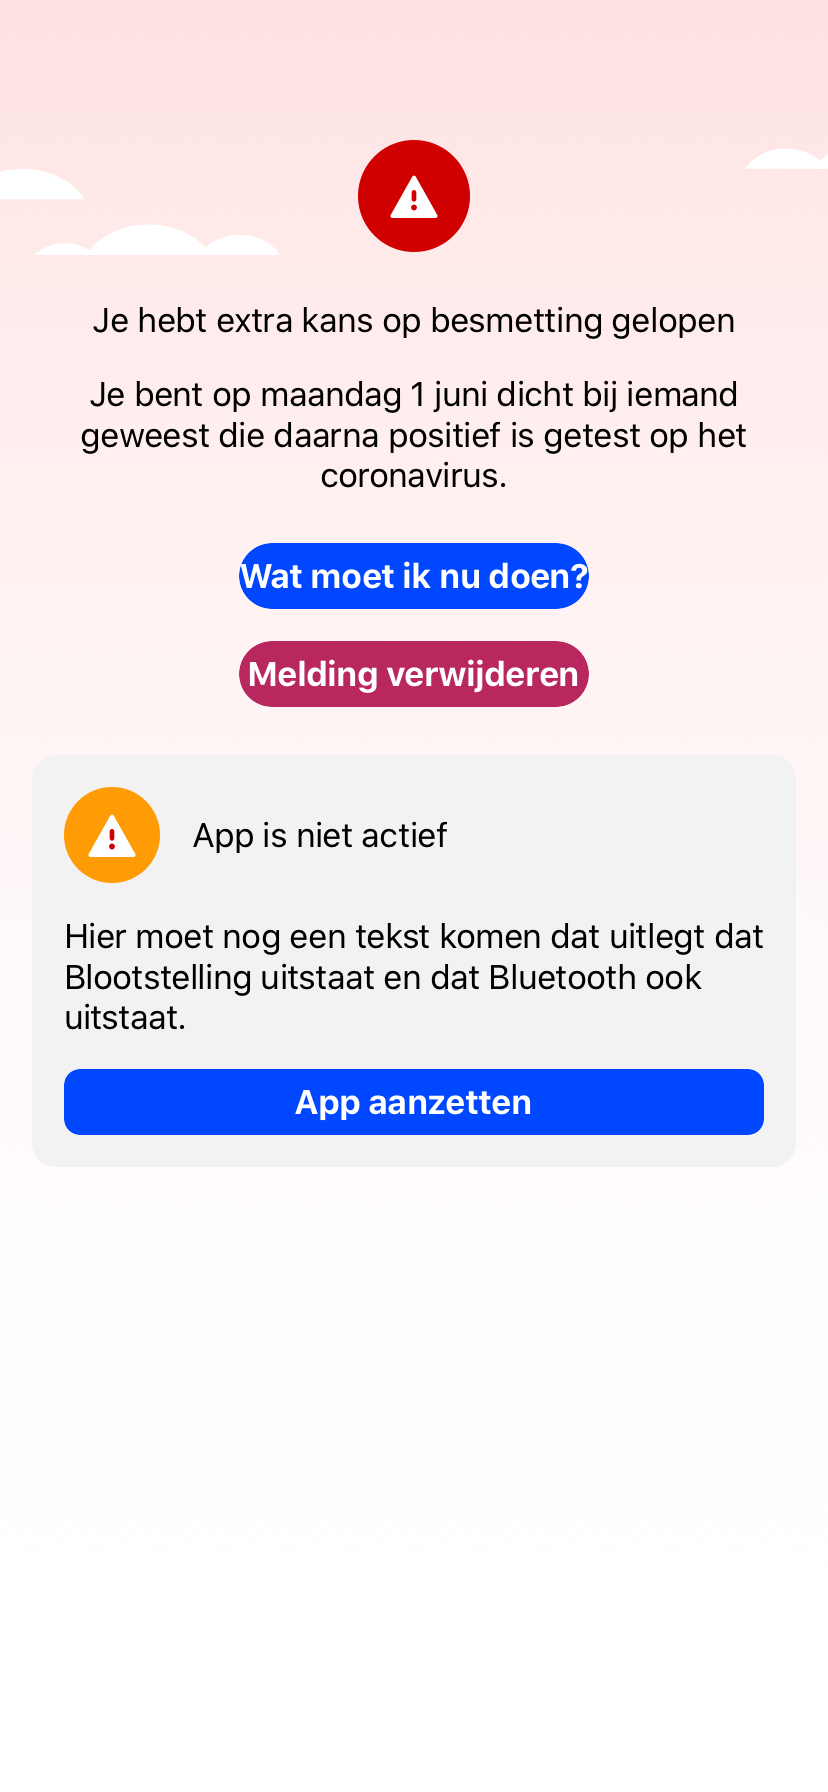 Je hebt extra kans op besmetting gelopen
Je bent op maandag 1 juni dicht bij iemand
geweest die daarna positief is getest op het
coronavirus.
Wat moet ik nu doen?
Melding verwijderen
App is niet actief
Hier moet nog een tekst komen dat uitlegt dat
Blootstelling uitstaat en dat Bluetooth ook
uitstaat.
App aanzetten